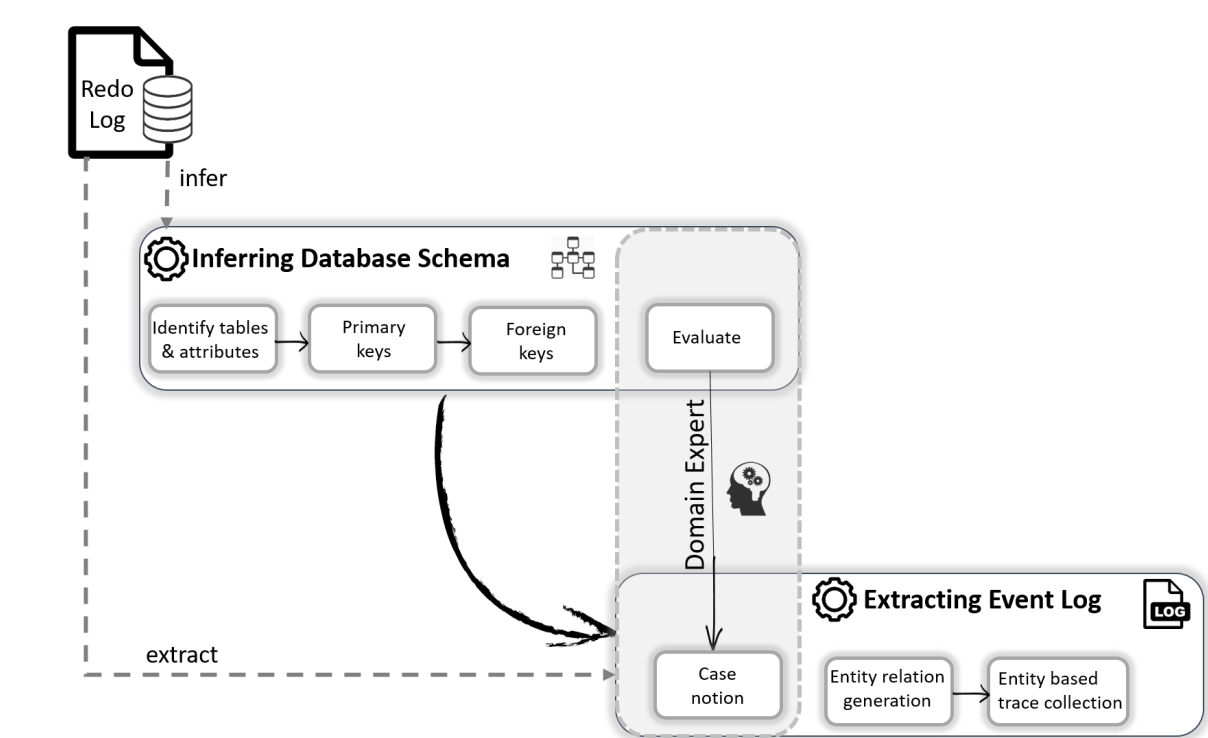 Redo
Log
infer
Inferring Database Schema
Identify tables
& attributes
Primary
keys
Foreign
keys
Evaluate
Domain Expert
Extracting Event Log
LOG
extract
Case
notion
Entity relation
generation
Entity based
trace collection